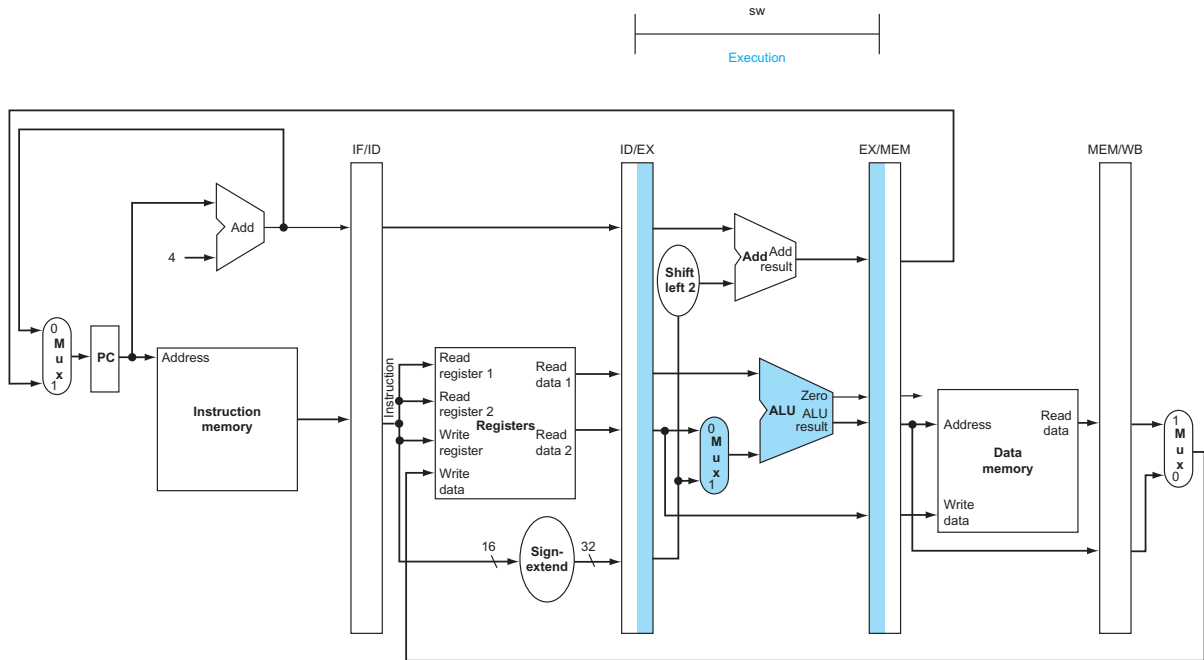 sw
Execution
IF/ID
ID/EX
EX/MEM
MEM/WB
Add
4
Shift
left 2
Add
Add
result
0
M
u
x
1
PC
Address
Instruction
memory
Instruction
Read
register 1
Read
register 2
Write
register
Write
data
Registers
Read
data 1
Read
data 2
16
Sign-
extend
32
0
M
u
x
1
ALU
Zero
ALU
result
Address
Read
data
Data
memory
Write
data
1
M
u
x
0